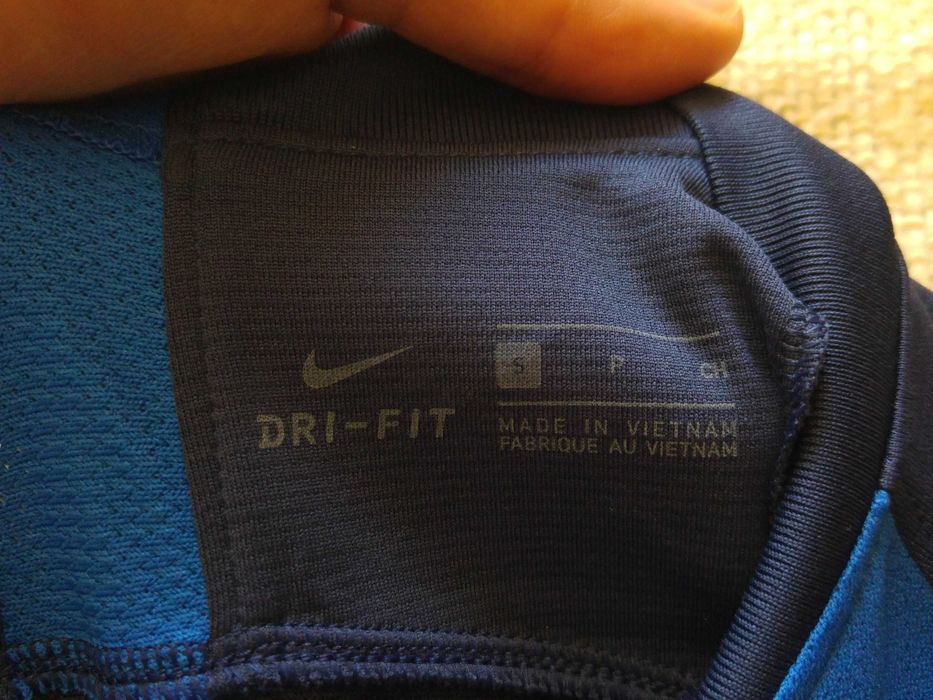 S P CH
DRI-FIT
MADE IN VIETNAM
FABRIQUE AU VIETNAM